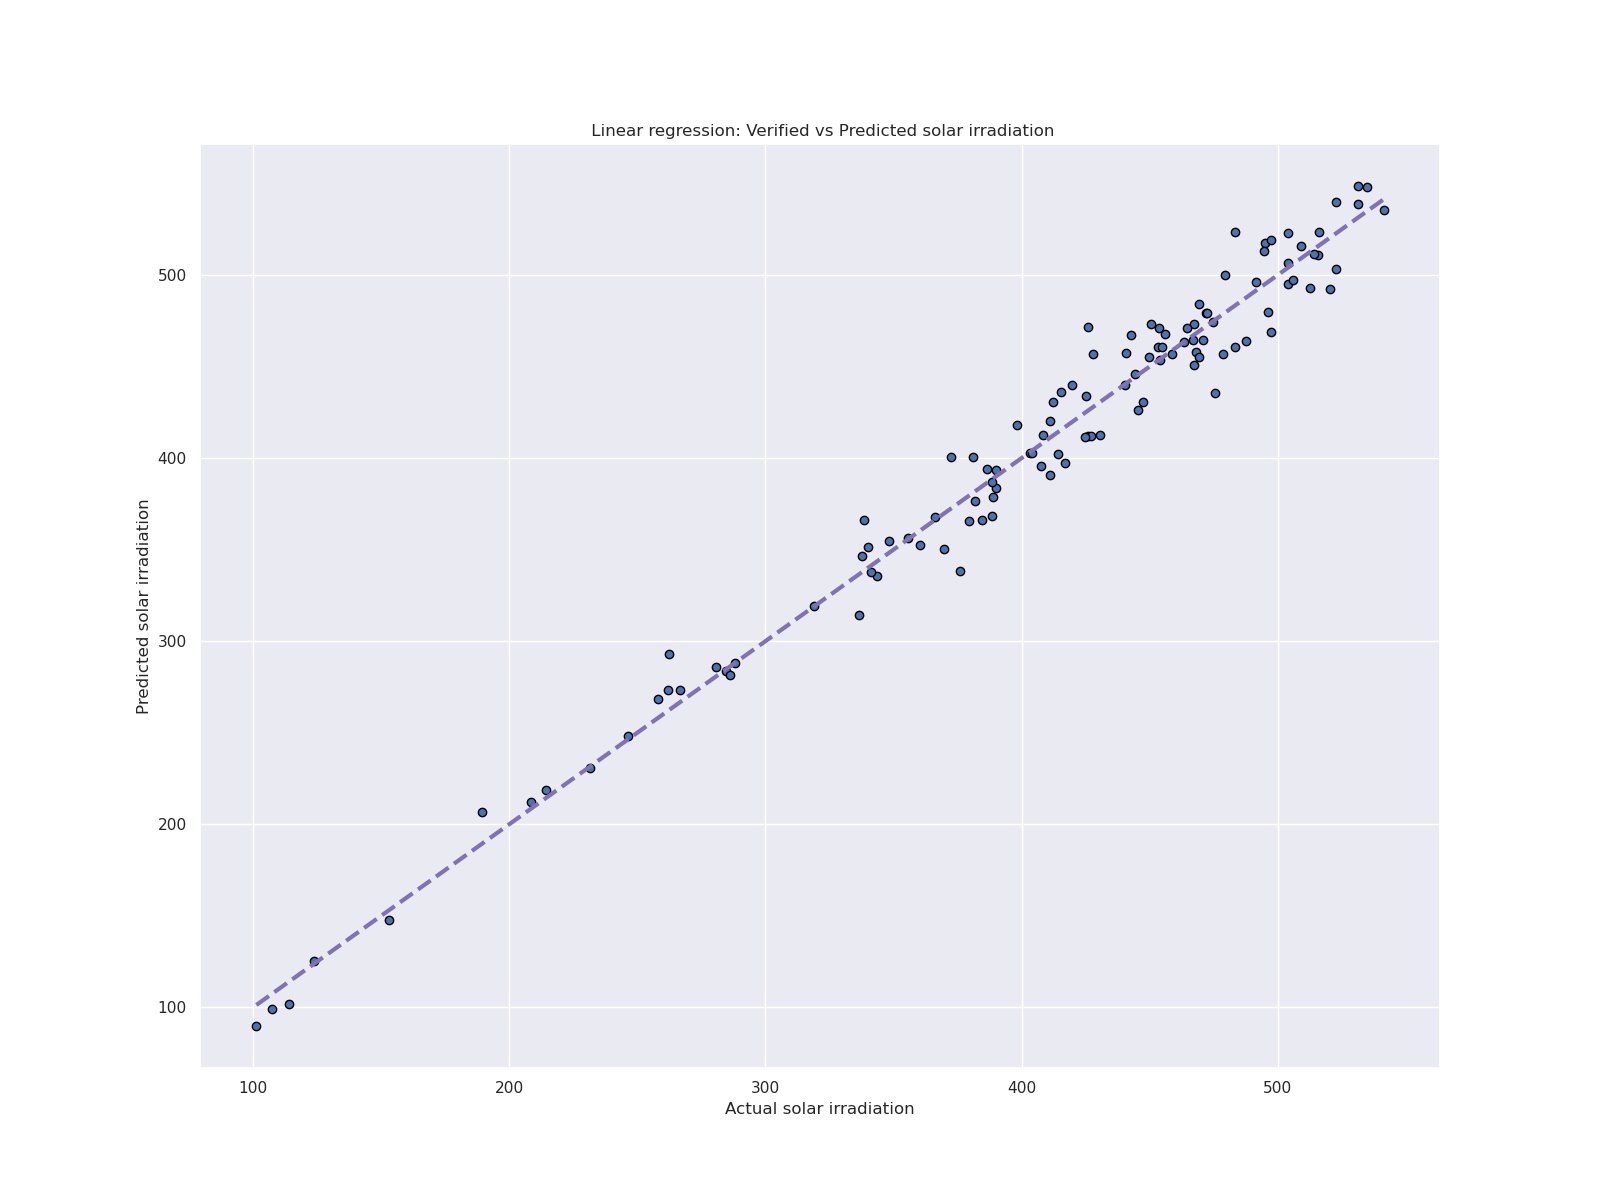 Linear regression: Verified vs Predicted solar irradiation
Predicted solar irradiation
500
400
300
200
100
100 200 300 400 500
Actual solar irradiation